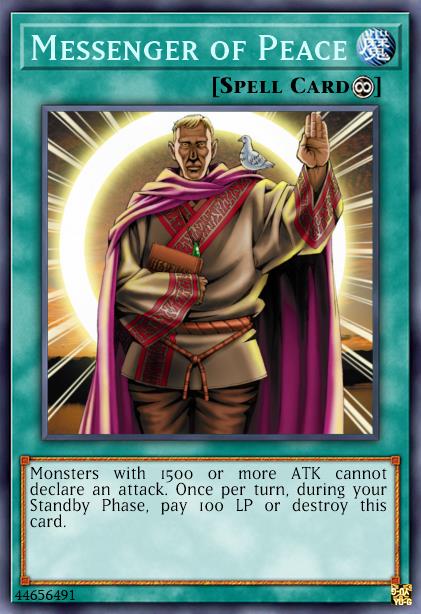 MESSENGER OF PEACE 魔
[SPELL CARD]
Monsters with 1500 or more ATK cannot
declare an attack. Once per turn, during your
Standby Phase, pay 100 LP or destroy this
card.
44656491